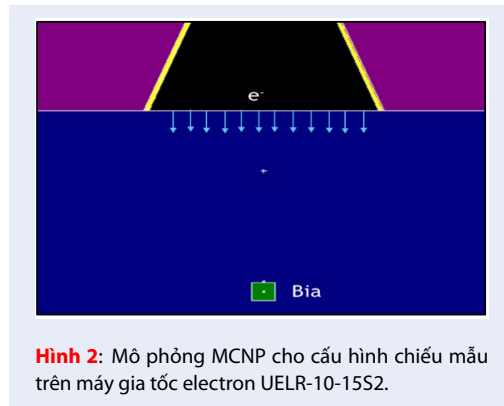 e-
Bia
Hình 2: Mô phỏng MCNP cho cấu hình chiếu mẫu
trên máy gia tốc electron UELR-10-15S2.